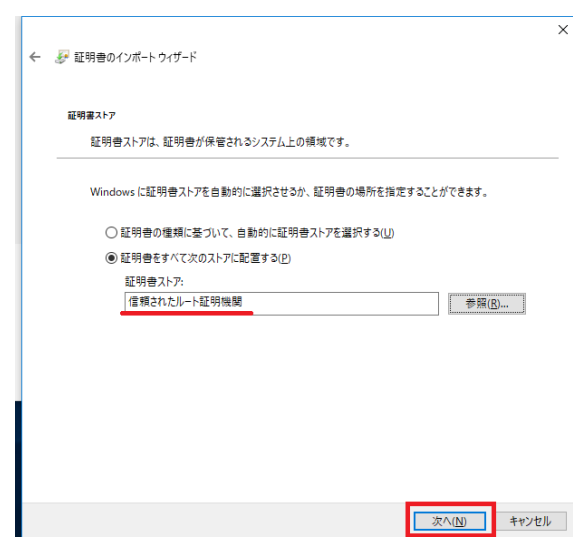 証明書のインポート ウィザード
証明書ストア
証明書ストアは、証明書が保管されるシステム上の領域です。
Windows に証明書ストアを自動的に選択させるか、証明書の場所を指定することができます。
証明書の種類に基づいて、自動的に証明書ストアを選択する(U)
証明書をすべて次のストアに配置する(P)
証明書ストア:
信頼されたルート証明機関
参照(R)...
次へ(N)
キャンセル